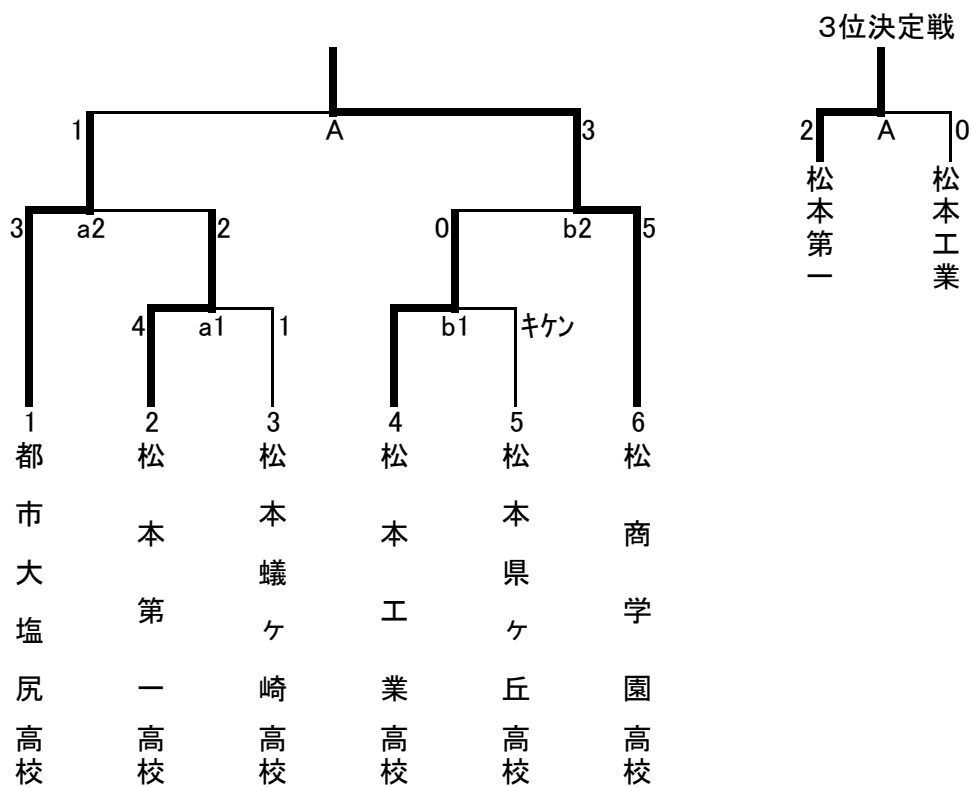 3位決定戦
1 A 3
2 A 0
松本第一
松本工業
3 a2 2 0 b2 5
4 a1 1 b1 キケン
1 2 3 4 5 6
都市大塩尻高校
松本第一高校
松本蟻ケ崎高校
松本工業高校
松本県ケ丘高校
松商学園高校